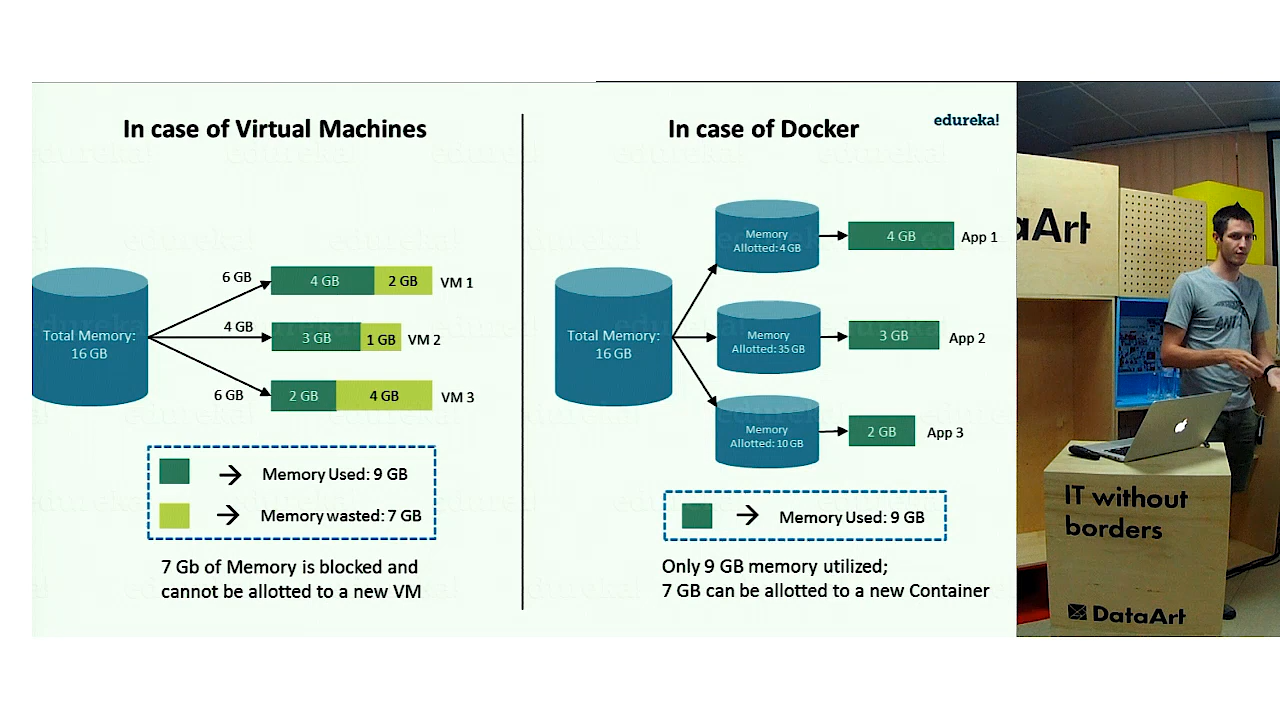 In case of Virtual Machines
Total Memory:
16 GB
6 GB
4 GB
2 GB
VM 1
4 GB
3 GB
1 GB
VM 2
6 GB
2 GB
4 GB
VM 3
Memory Used: 9 GB
Memory wasted: 7 GB
7 Gb of Memory is blocked and
cannot be allotted to a new VM
In case of Docker
edureka!
Total Memory:
16 GB
Memory
Allotted: 4 GB
4 GB
App 1
Memory
Allotted: 35 GB
3 GB
App 2
Memory
Allotted: 10 GB
2 GB
App 3
Memory Used: 9 GB
Only 9 GB memory utilized;
7 GB can be allotted to a new Container
aArt
IT without
borders
DataArt